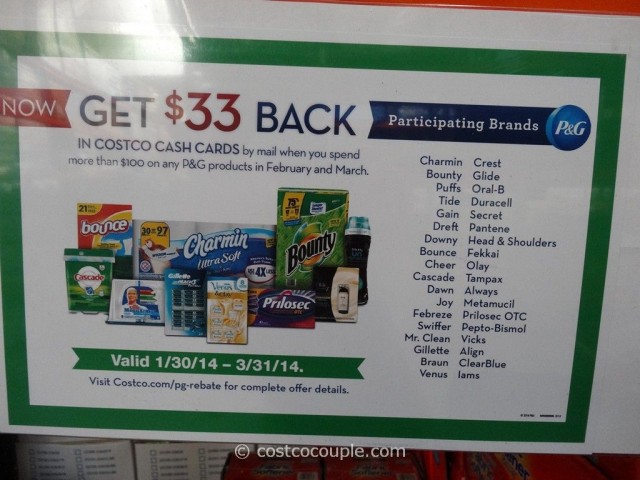 NOW GET $33 BACK
IN COSTCO CASH CARDS by mail when you spend
more than $100 on any P&G products in February and March.
Participating Brands P&G
Charmin Crest
Bounty Glide
Puffs Oral-B
Tide Duracell
Gain Secret
Dreft Pantene
Downy Head & Shoulders
Bounce Fekkai
Cheer Olay
Cascade Tampax
Dawn Always
Joy Metamucil
Febreze Prilosec OTC
Swiffer Pepto-Bismol
Mr. Clean Vicks
Gillette Align
Braun ClearBlue
Venus Iams
bounce
Cascade
Charmin
Ultra Soft
4X
Bounty
Gillette
Venus
Prilosec
Valid 1/30/14 – 3/31/14.
Visit Costco.com/pg-rebate for complete offer details.
© costcocouple.com